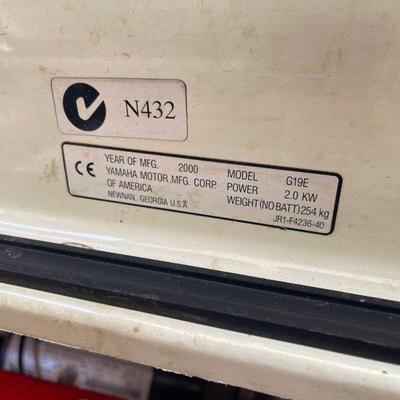 N432
CE YEAR OF MFG. 2000 MODEL G19E
YAMAHA MOTOR MFG. CORP POWER 2.0 KW
OF AMERICA WEIGHT(NO BATT) 254 kg
NEWNAN, GEORGIA U.S.A JR1-F4236-40